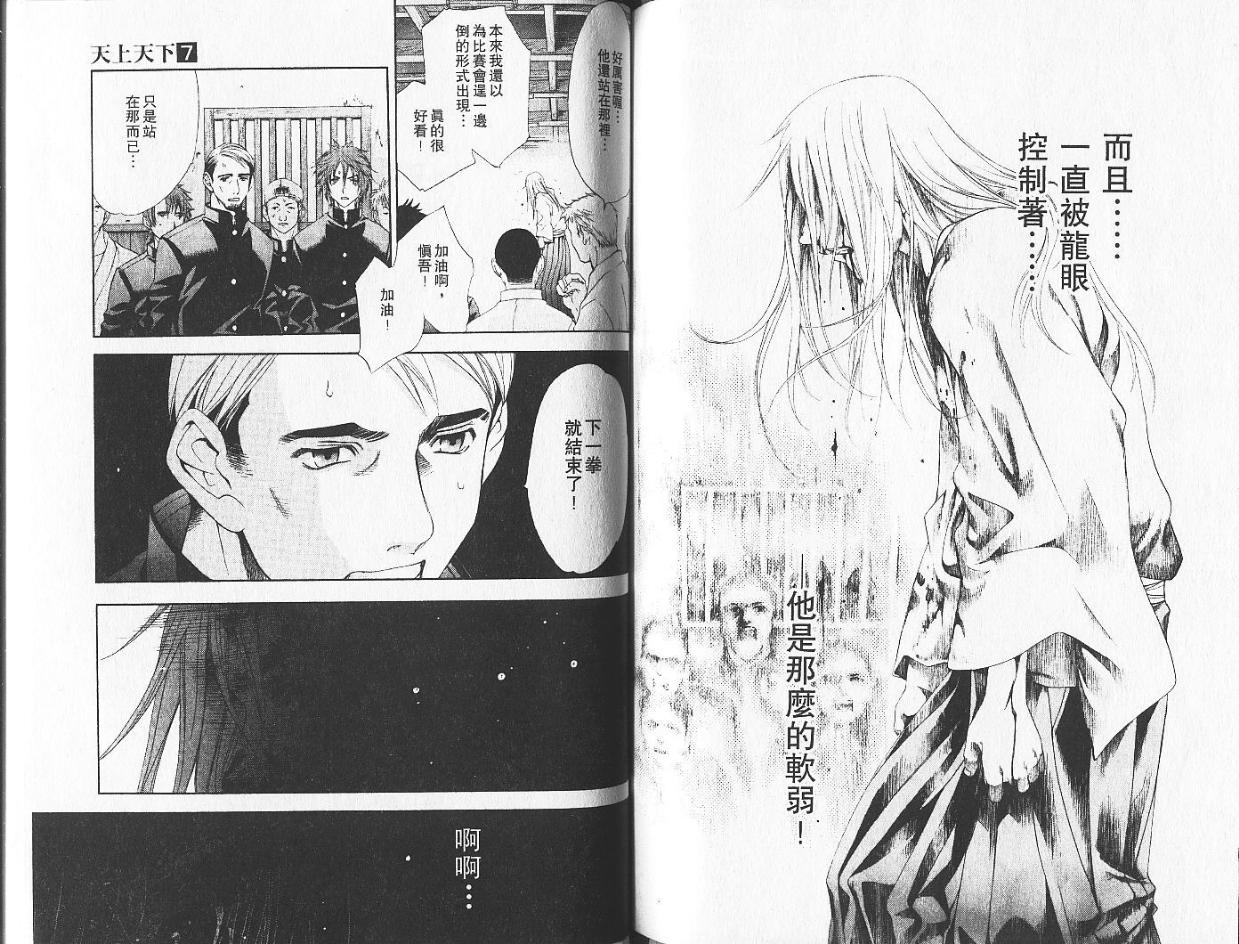 而且……
一直被龍眼
控制著……
—他是那麼的軟弱！
好厲害喔…
他還站在那裡…
本來我還以
為比賽會逞一邊
倒的形式出現…
真的很
好看！
天上天下7
只是站
在那而已…
加油啊，
慎吾！
加油！
下一拳
就結束了！
啊
啊…